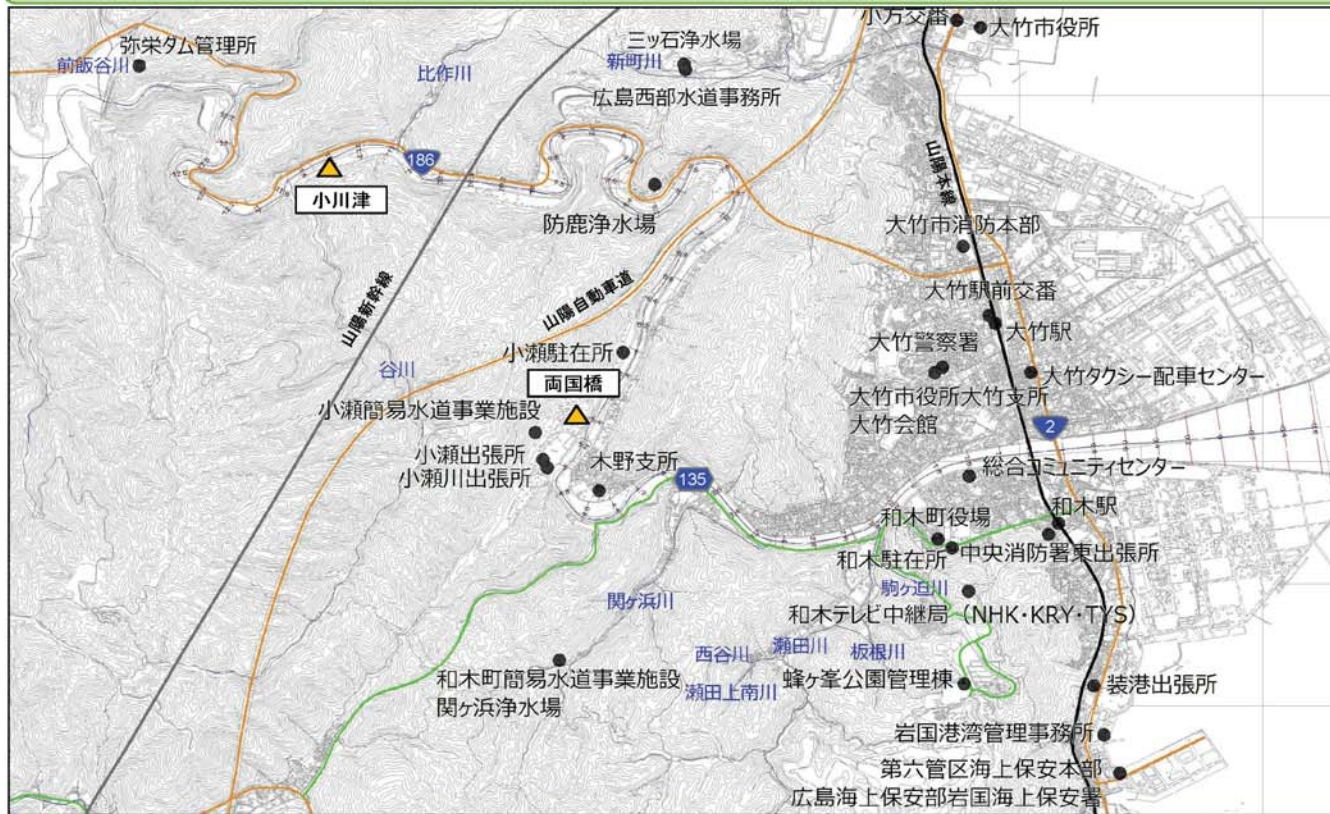 小方交番
大竹市役所
弥栄ダム管理所
前飯谷川
比作川
三ッ石浄水場
新町川
広島西部水道事務所
186
小川津
防鹿浄水場
山陽本線
大竹市消防本部
山陽新幹線
山陽自動車道
大竹駅前交番
大竹駅
小瀬駐在所
大竹警察署
谷川
両国橋
大竹タクシー配車センター
小瀬簡易水道事業施設
大竹市役所大竹支所
大竹会館
2
小瀬出張所
小瀬川出張所
木野支所
135
総合コミュニティセンター
和木駅
和木町役場
和木駐在所
中央消防署東出張所
駒ヶ迫川
関ヶ浜川
和木テレビ中継局（NHK・KRY・TYS）
西谷川
瀬田川
板根川
和木町簡易水道事業施設
関ヶ浜浄水場
瀬田上南川
蜂ヶ峯公園管理棟
装港出張所
岩国港湾管理事務所
第六管区海上保安本部
広島海上保安部岩国海上保安署